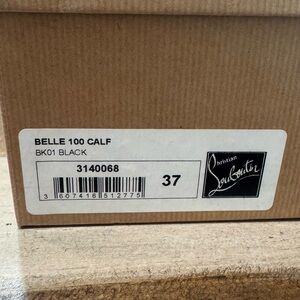 BELLE 100 CALF
BK01 BLACK
3140068
37
3 607416 512775
Christian
Louboutin